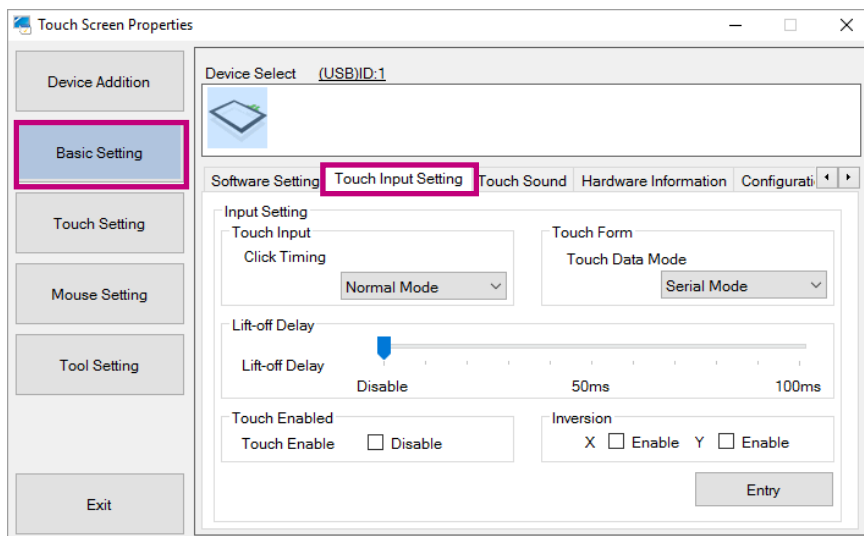 Touch Screen Properties
Device Addition
Basic Setting
Touch Setting
Mouse Setting
Tool Setting
Exit
Device Select (USB)ID:1
Software Setting Touch Input Setting Touch Sound Hardware Information Configurati
Input Setting
Touch Input
Click Timing
Normal Mode
Touch Form
Touch Data Mode
Serial Mode
Lift-off Delay
Lift-off Delay
Disable 50ms 100ms
Touch Enabled
Touch Enable Disable
Inversion
X Enable Y Enable
Entry